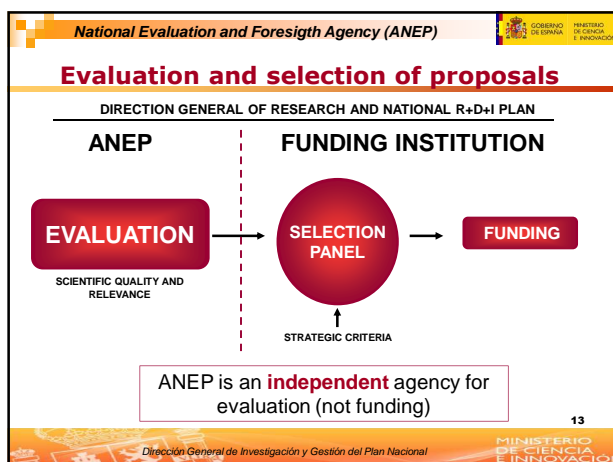 National Evaluation and Foresigth Agency (ANEP)
GOBIERNO DE ESPAÑA
MINISTERIO DE CIENCIA E INNOVACIÓN
Evaluation and selection of proposals
DIRECTION GENERAL OF RESEARCH AND NATIONAL R+D+I PLAN
ANEP
FUNDING INSTITUTION
EVALUATION
SELECTION
PANEL
FUNDING
SCIENTIFIC QUALITY AND
RELEVANCE
STRATEGIC CRITERIA
ANEP is an independent agency for
evaluation (not funding)
13
Dirección General de Investigación y Gestión del Plan Nacional
MINISTERIO
DE CIENCIA
E INNOVACIÓ